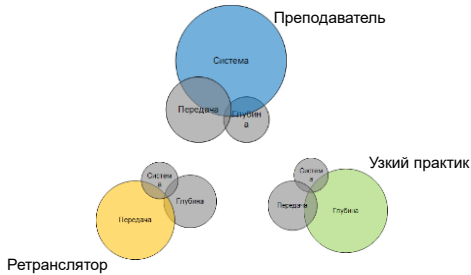 Преподаватель
Система
Передача
Глубин
а
Узкий практик
Систем
а
Передача
Глубина
Систем
а
Передача
Глубина
Ретранслятор